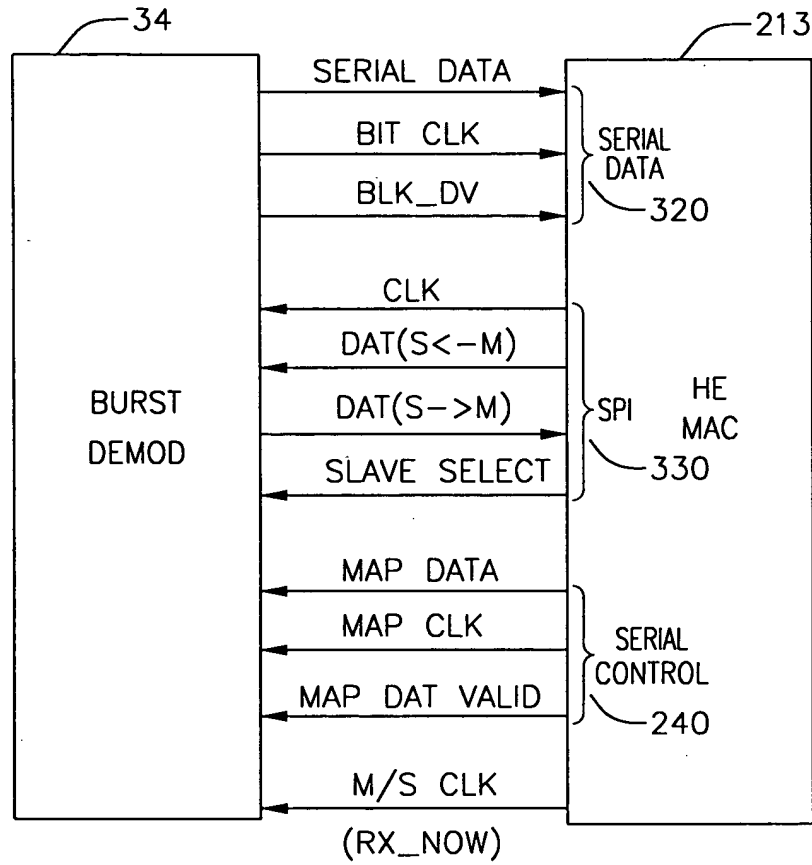 34
213
SERIAL DATA
BIT CLK
BLK_DV
SERIAL
DATA
320
CLK
DAT(S<-M)
DAT(S->M)
SLAVE SELECT
SPI
330
BURST
DEMOD
HE
MAC
MAP DATA
MAP CLK
MAP DAT VALID
SERIAL
CONTROL
240
M/S CLK
(RX_NOW)